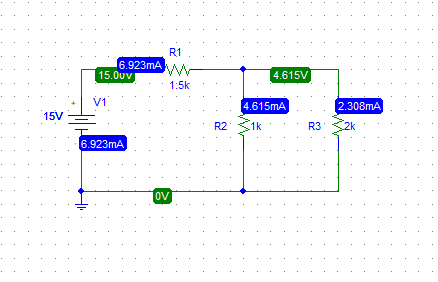 R1
6.923mA
15.00V
1.5k
4.615V
+
V1
15V
4.615mA
2.308mA
R2
1k
R3
2k
6.923mA
0V